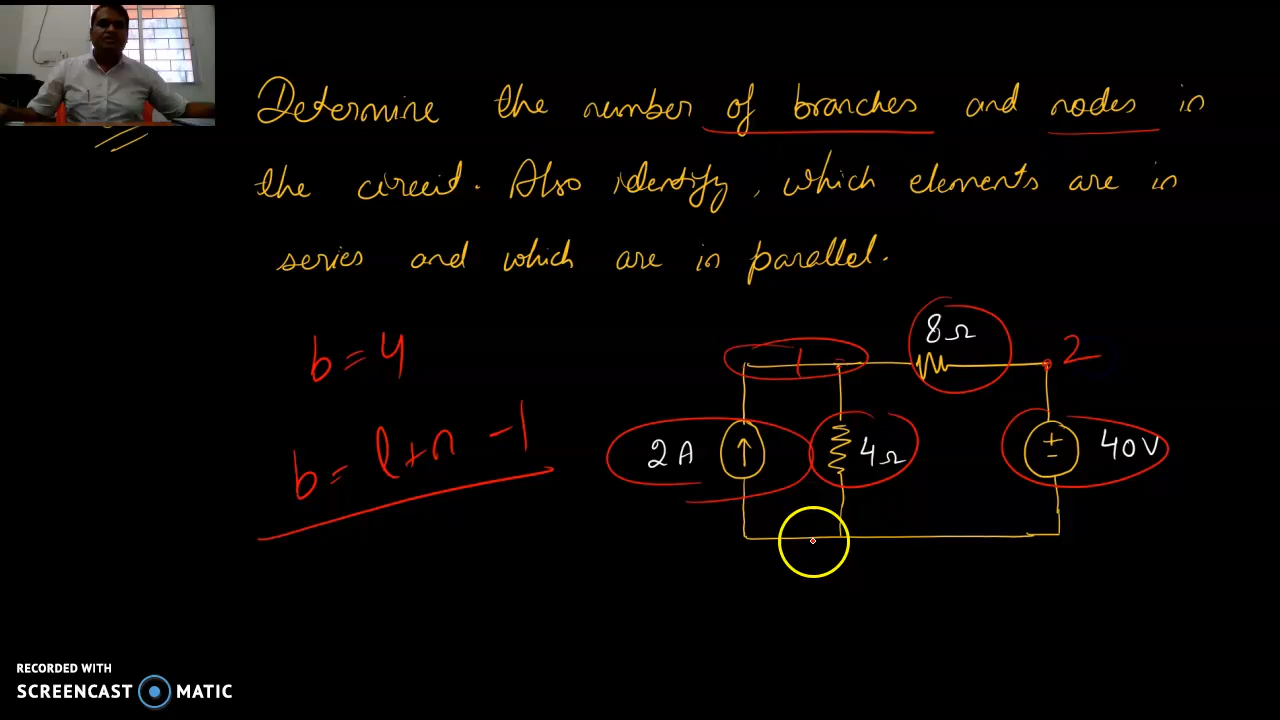 Determine the number of branches and nodes in
the circuit. Also identify, which elements are in
series and which are in parallel.
b = 4
b = l + n - 1
1
8Ω
2
2A
4Ω
+
-
40V
RECORDED WITH
SCREENCAST MATIC